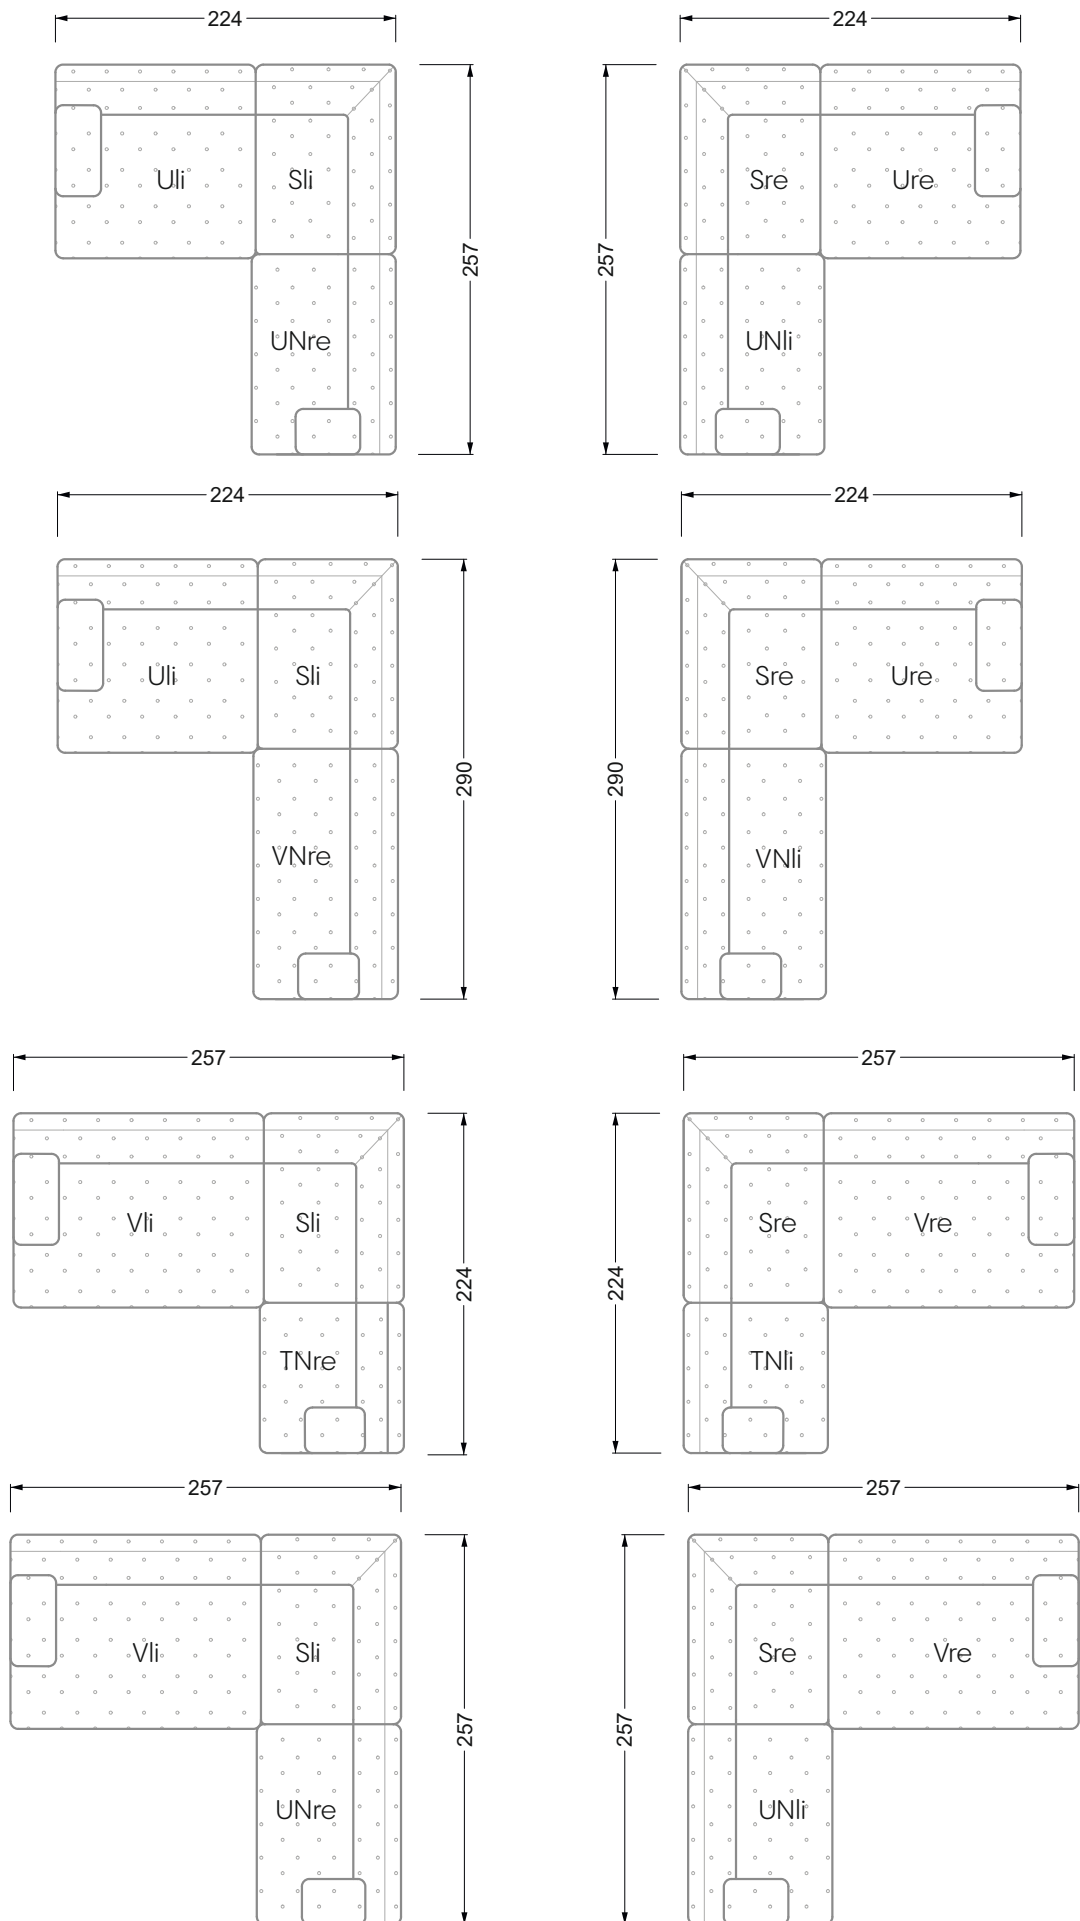 224 224
Uli Sli Sre Ure
257 257
UNre UNli
224 224
Uli Sli Sre Ure
290 290
VNre VNli
257 257
Vli Sli Sre Vre
224 224
TNre TNli
257 257
Vli Sli Sre Vre
257 257
UNre UNli